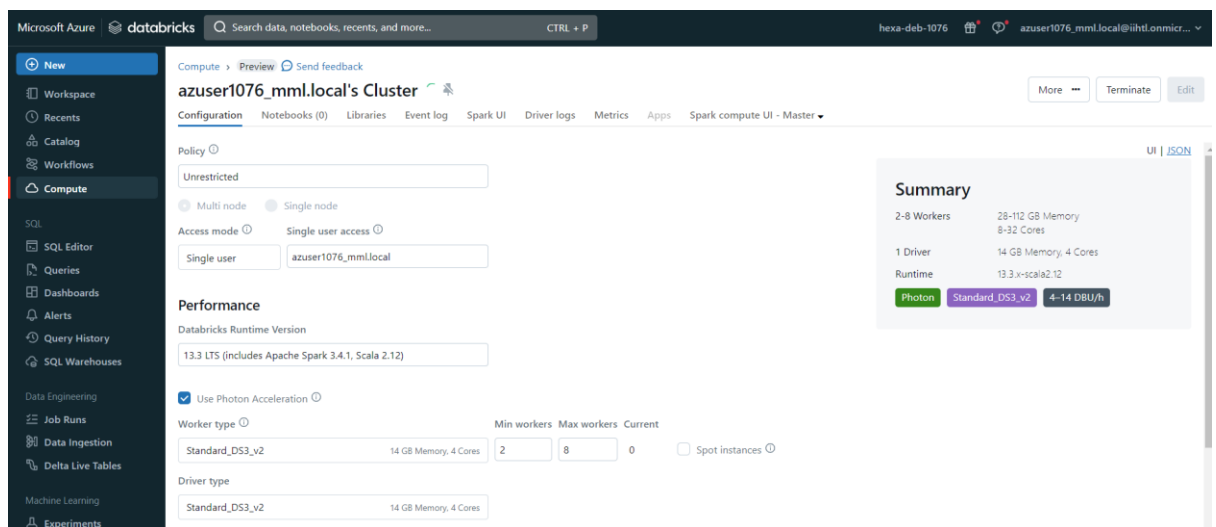 Microsoft Azure databricks Search data, notebooks, recents, and more... CTRL + P hexa-deb-1076 azuser1076_mml.local@iihtl.onmicr...
New
Workspace
Recents
Catalog
Workflows
Compute
SQL
SQL Editor
Queries
Dashboards
Alerts
Query History
SQL Warehouses
Data Engineering
Job Runs
Data Ingestion
Delta Live Tables
Machine Learning
Experiments
Compute › Preview Send feedback
azuser1076_mml.local's Cluster
More ··· Terminate Edit
Configuration Notebooks (0) Libraries Event log Spark UI Driver logs Metrics Apps Spark compute UI - Master
UI | JSON
Policy
Unrestricted
Multi node Single node
Access mode Single user access
Single user azuser1076_mml.local
Performance
Databricks Runtime Version
13.3 LTS (includes Apache Spark 3.4.1, Scala 2.12)
Use Photon Acceleration
Worker type Min workers Max workers Current
Standard_DS3_v2 14 GB Memory, 4 Cores 2 8 0 Spot instances
Driver type
Standard_DS3_v2 14 GB Memory, 4 Cores
Summary
2-8 Workers 28-112 GB Memory
8-32 Cores
1 Driver 14 GB Memory, 4 Cores
Runtime 13.3.x-scala2.12
Photon Standard_DS3_v2 4–14 DBU/h